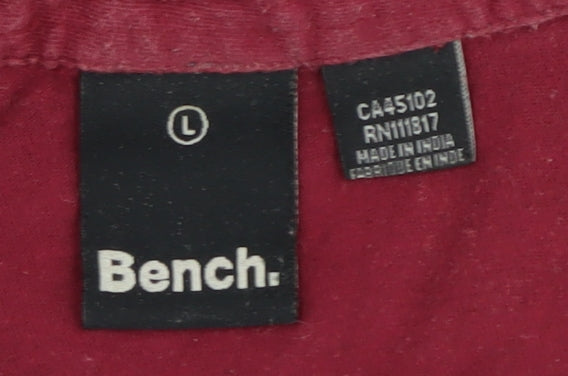 L
Bench.
CA45102
RN111817
MADE IN INDIA
FABRIQUE EN INDE